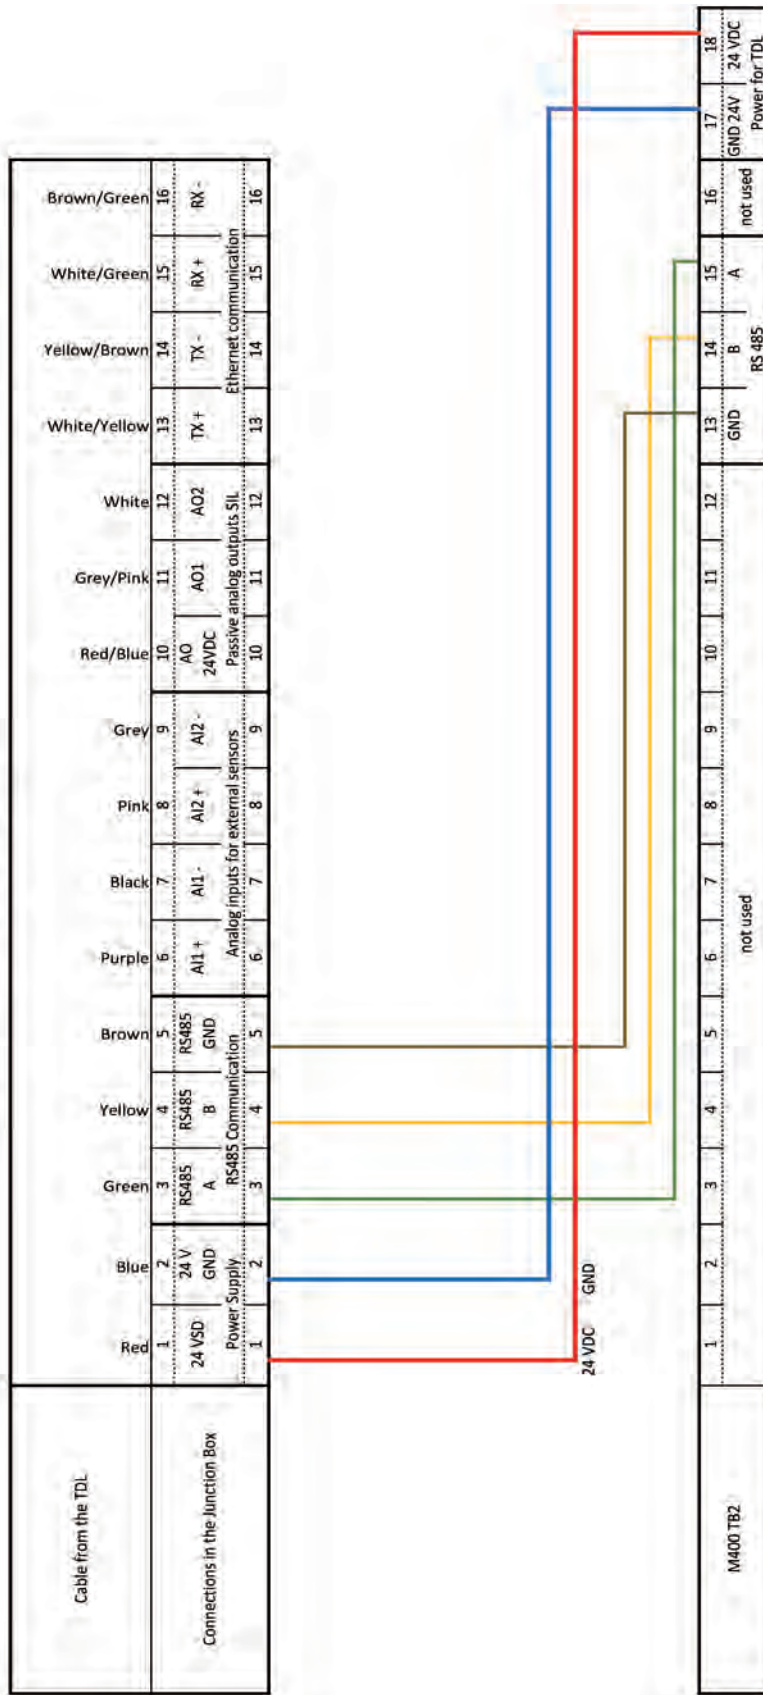 Cable from the TDL
Red Blue Green Yellow Brown Purple Black Pink Grey Red/Blue Grey/Pink White White/Yellow Yellow/Brown White/Green Brown/Green
Connections in the Junction Box
1 2 3 4 5 6 7 8 9 10 11 12 13 14 15 16
24 VSD
24 V
GND
RS485
A
RS485
B
RS485
GND
AI1 +
AI1 -
AI2 +
AI2 -
AO
24VDC
AO1
AO2
TX +
TX -
RX +
RX -
Power Supply
RS485 Communication
Analog inputs for external sensors
Passive analog outputs SIL
Ethernet communication
1 2 3 4 5 6 7 8 9 10 11 12 13 14 15 16
24 VDC
GND
M400 TB2
1 2 3 4 5 6 7 8 9 10 11 12 13 14 15 16 17 18
not used
GND B A
RS 485
not used
GND 24V 24 VDC
Power for TDL